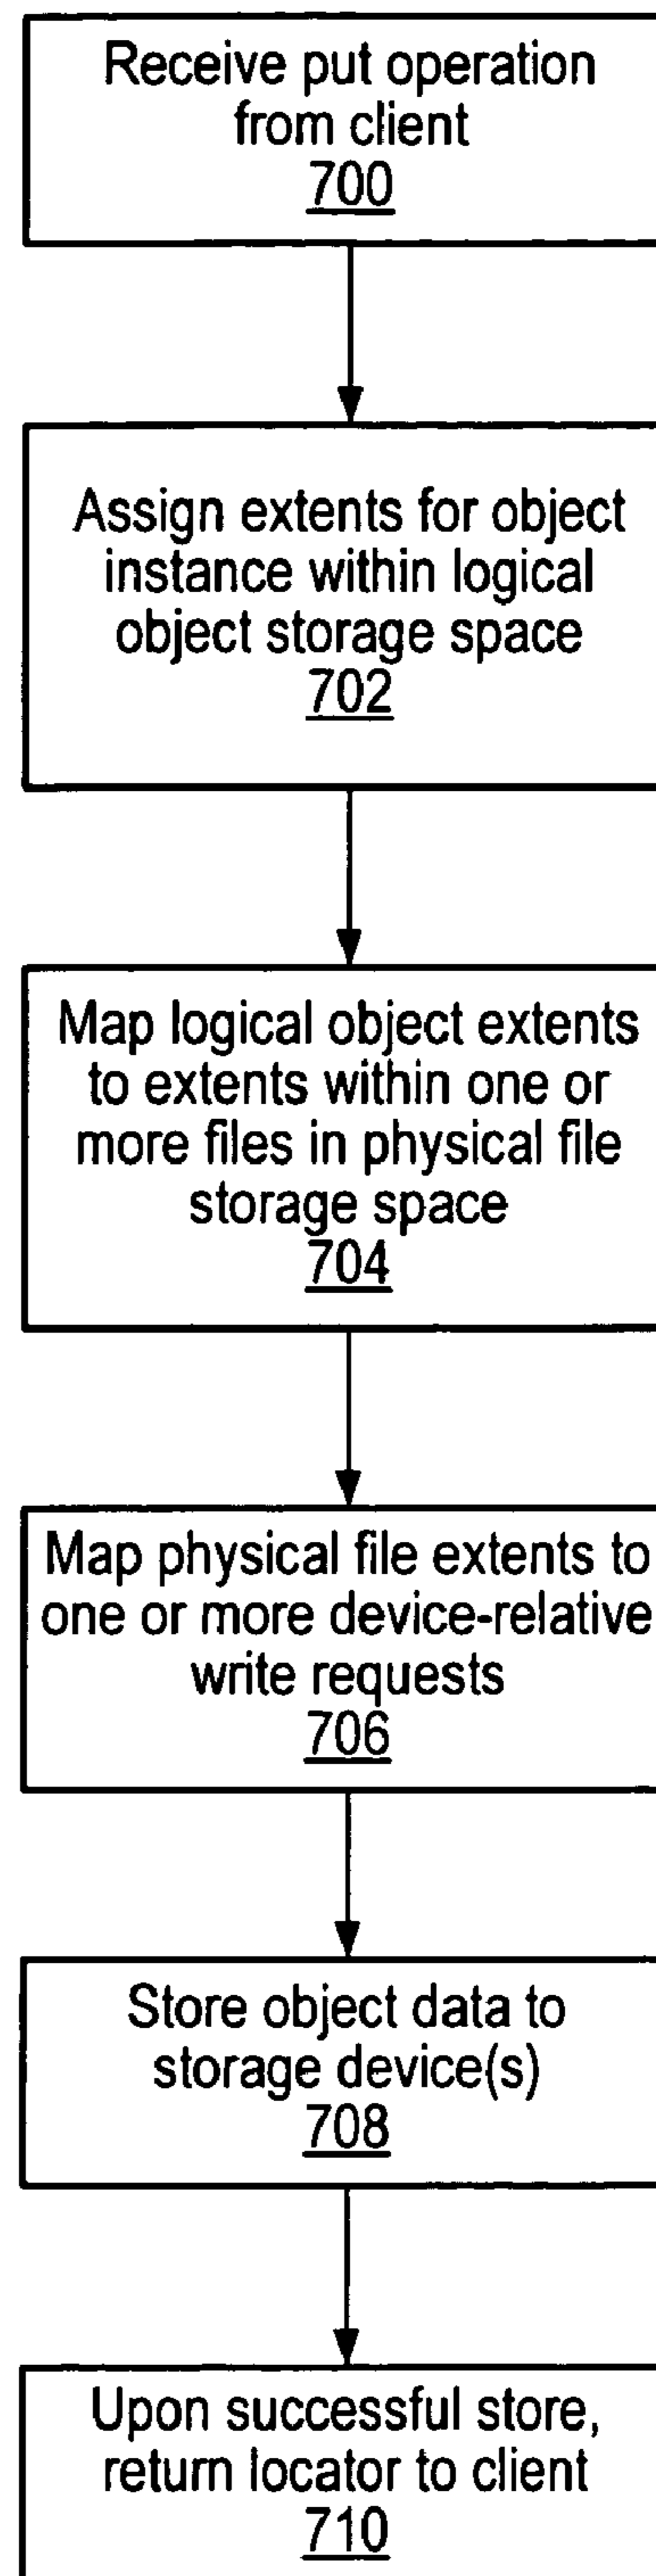 Receive put operation
from client
700
Assign extents for object
instance within logical
object storage space
702
Map logical object extents
to extents within one or
more files in physical file
storage space
704
Map physical file extents to
one or more device-relative
write requests
706
Store object data to
storage device(s)
708
Upon successful store,
return locator to client
710